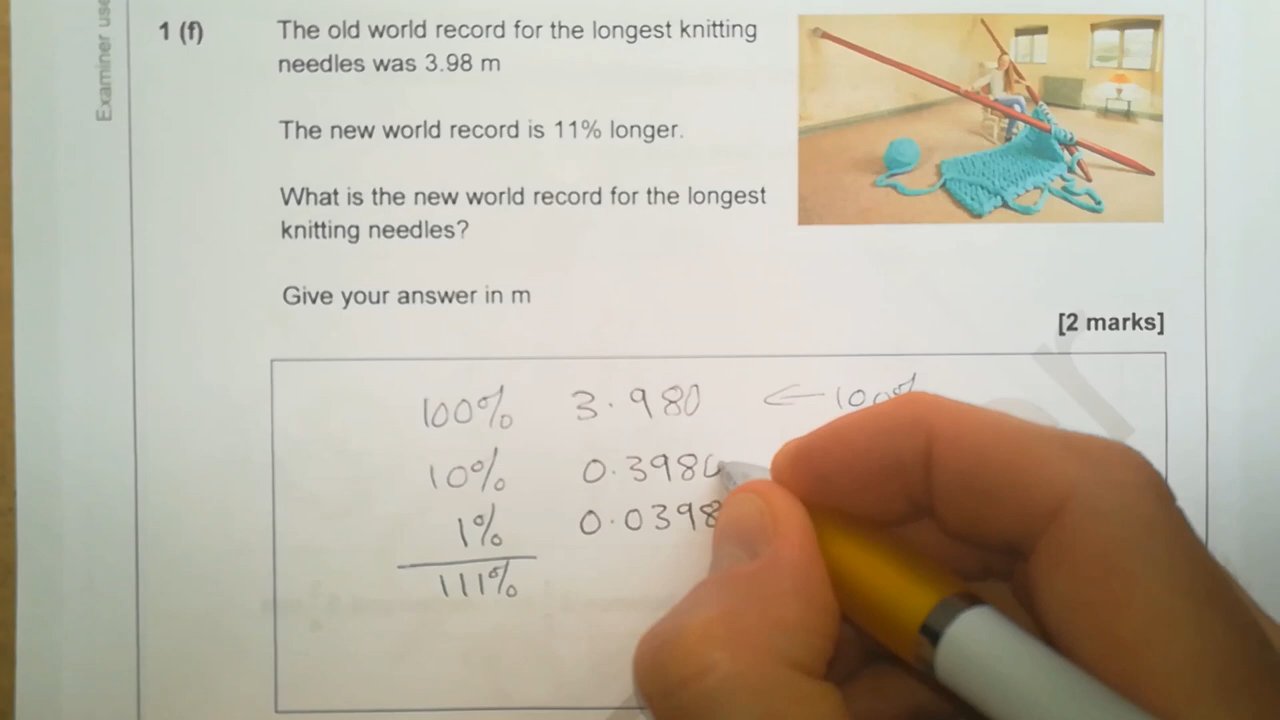 Examiner use
1 (f) The old world record for the longest knitting
needles was 3.98 m
The new world record is 11% longer.
What is the new world record for the longest
knitting needles?
Give your answer in m
[2 marks]
100% 3.980 ← 100%
10% 0.3980
1% 0.0398
111%